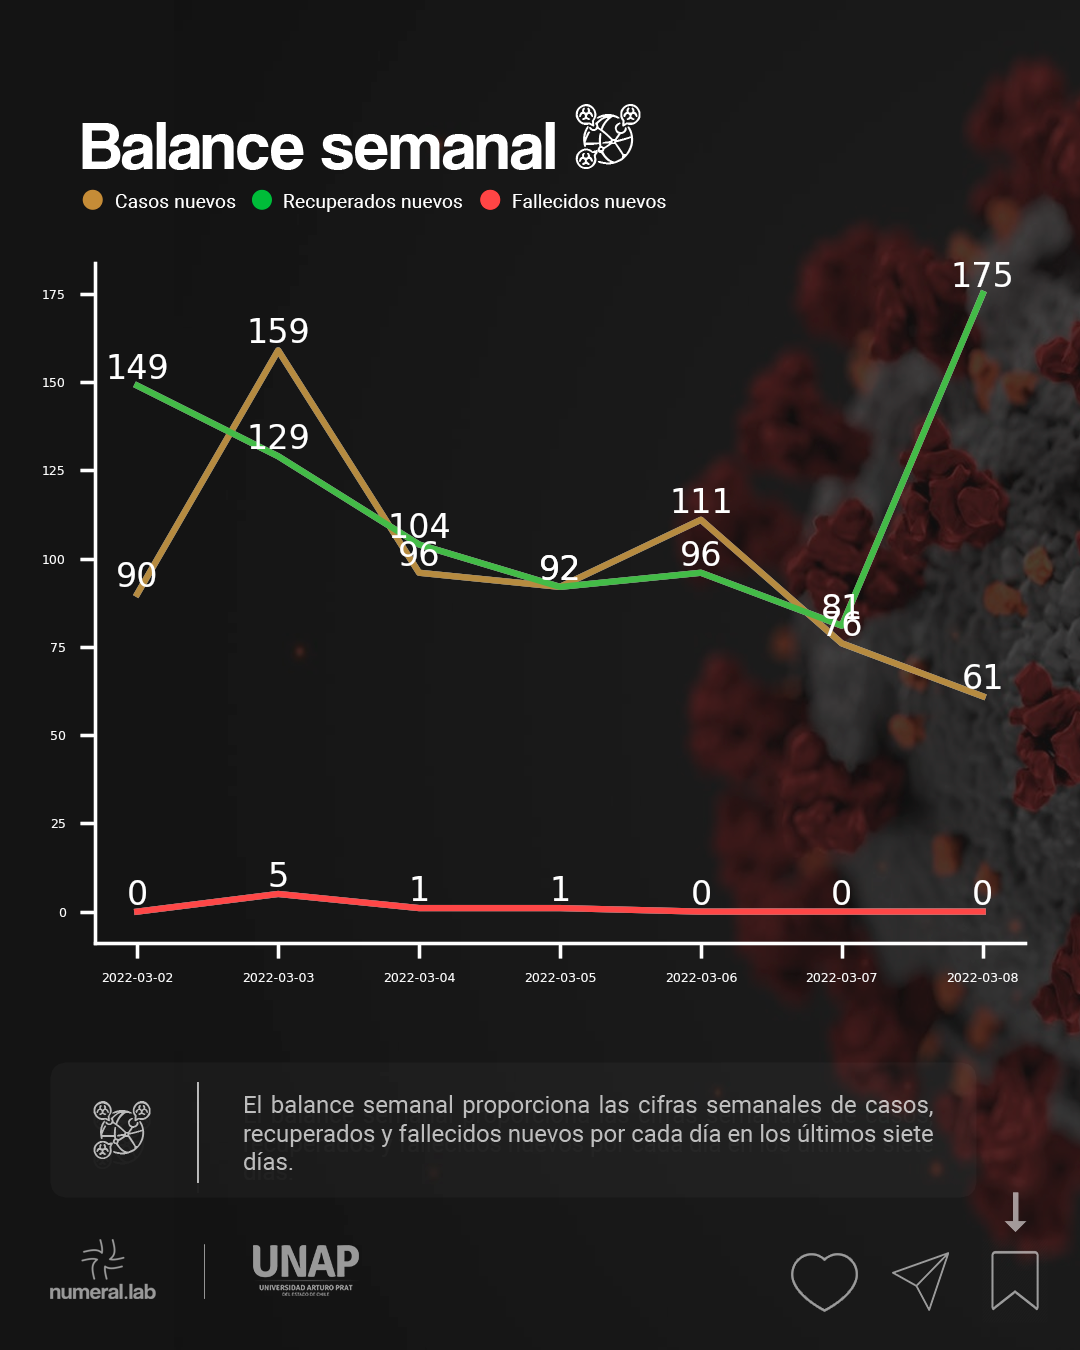 Balance semanal
Casos nuevos Recuperados nuevos Fallecidos nuevos
175
175
159
149
150
129
125
111
104
96
96
92
100
90
81
76
75
61
50
25
5
1
1
0
0
0
0
0
2022-03-02 2022-03-03 2022-03-04 2022-03-05 2022-03-06 2022-03-07 2022-03-08
El balance semanal proporciona las cifras semanales de casos,
recuperados y fallecidos nuevos por cada día en los últimos siete
días.
numeral.lab
UNAP
UNIVERSIDAD ARTURO PRAT
DEL ESTADO DE CHILE